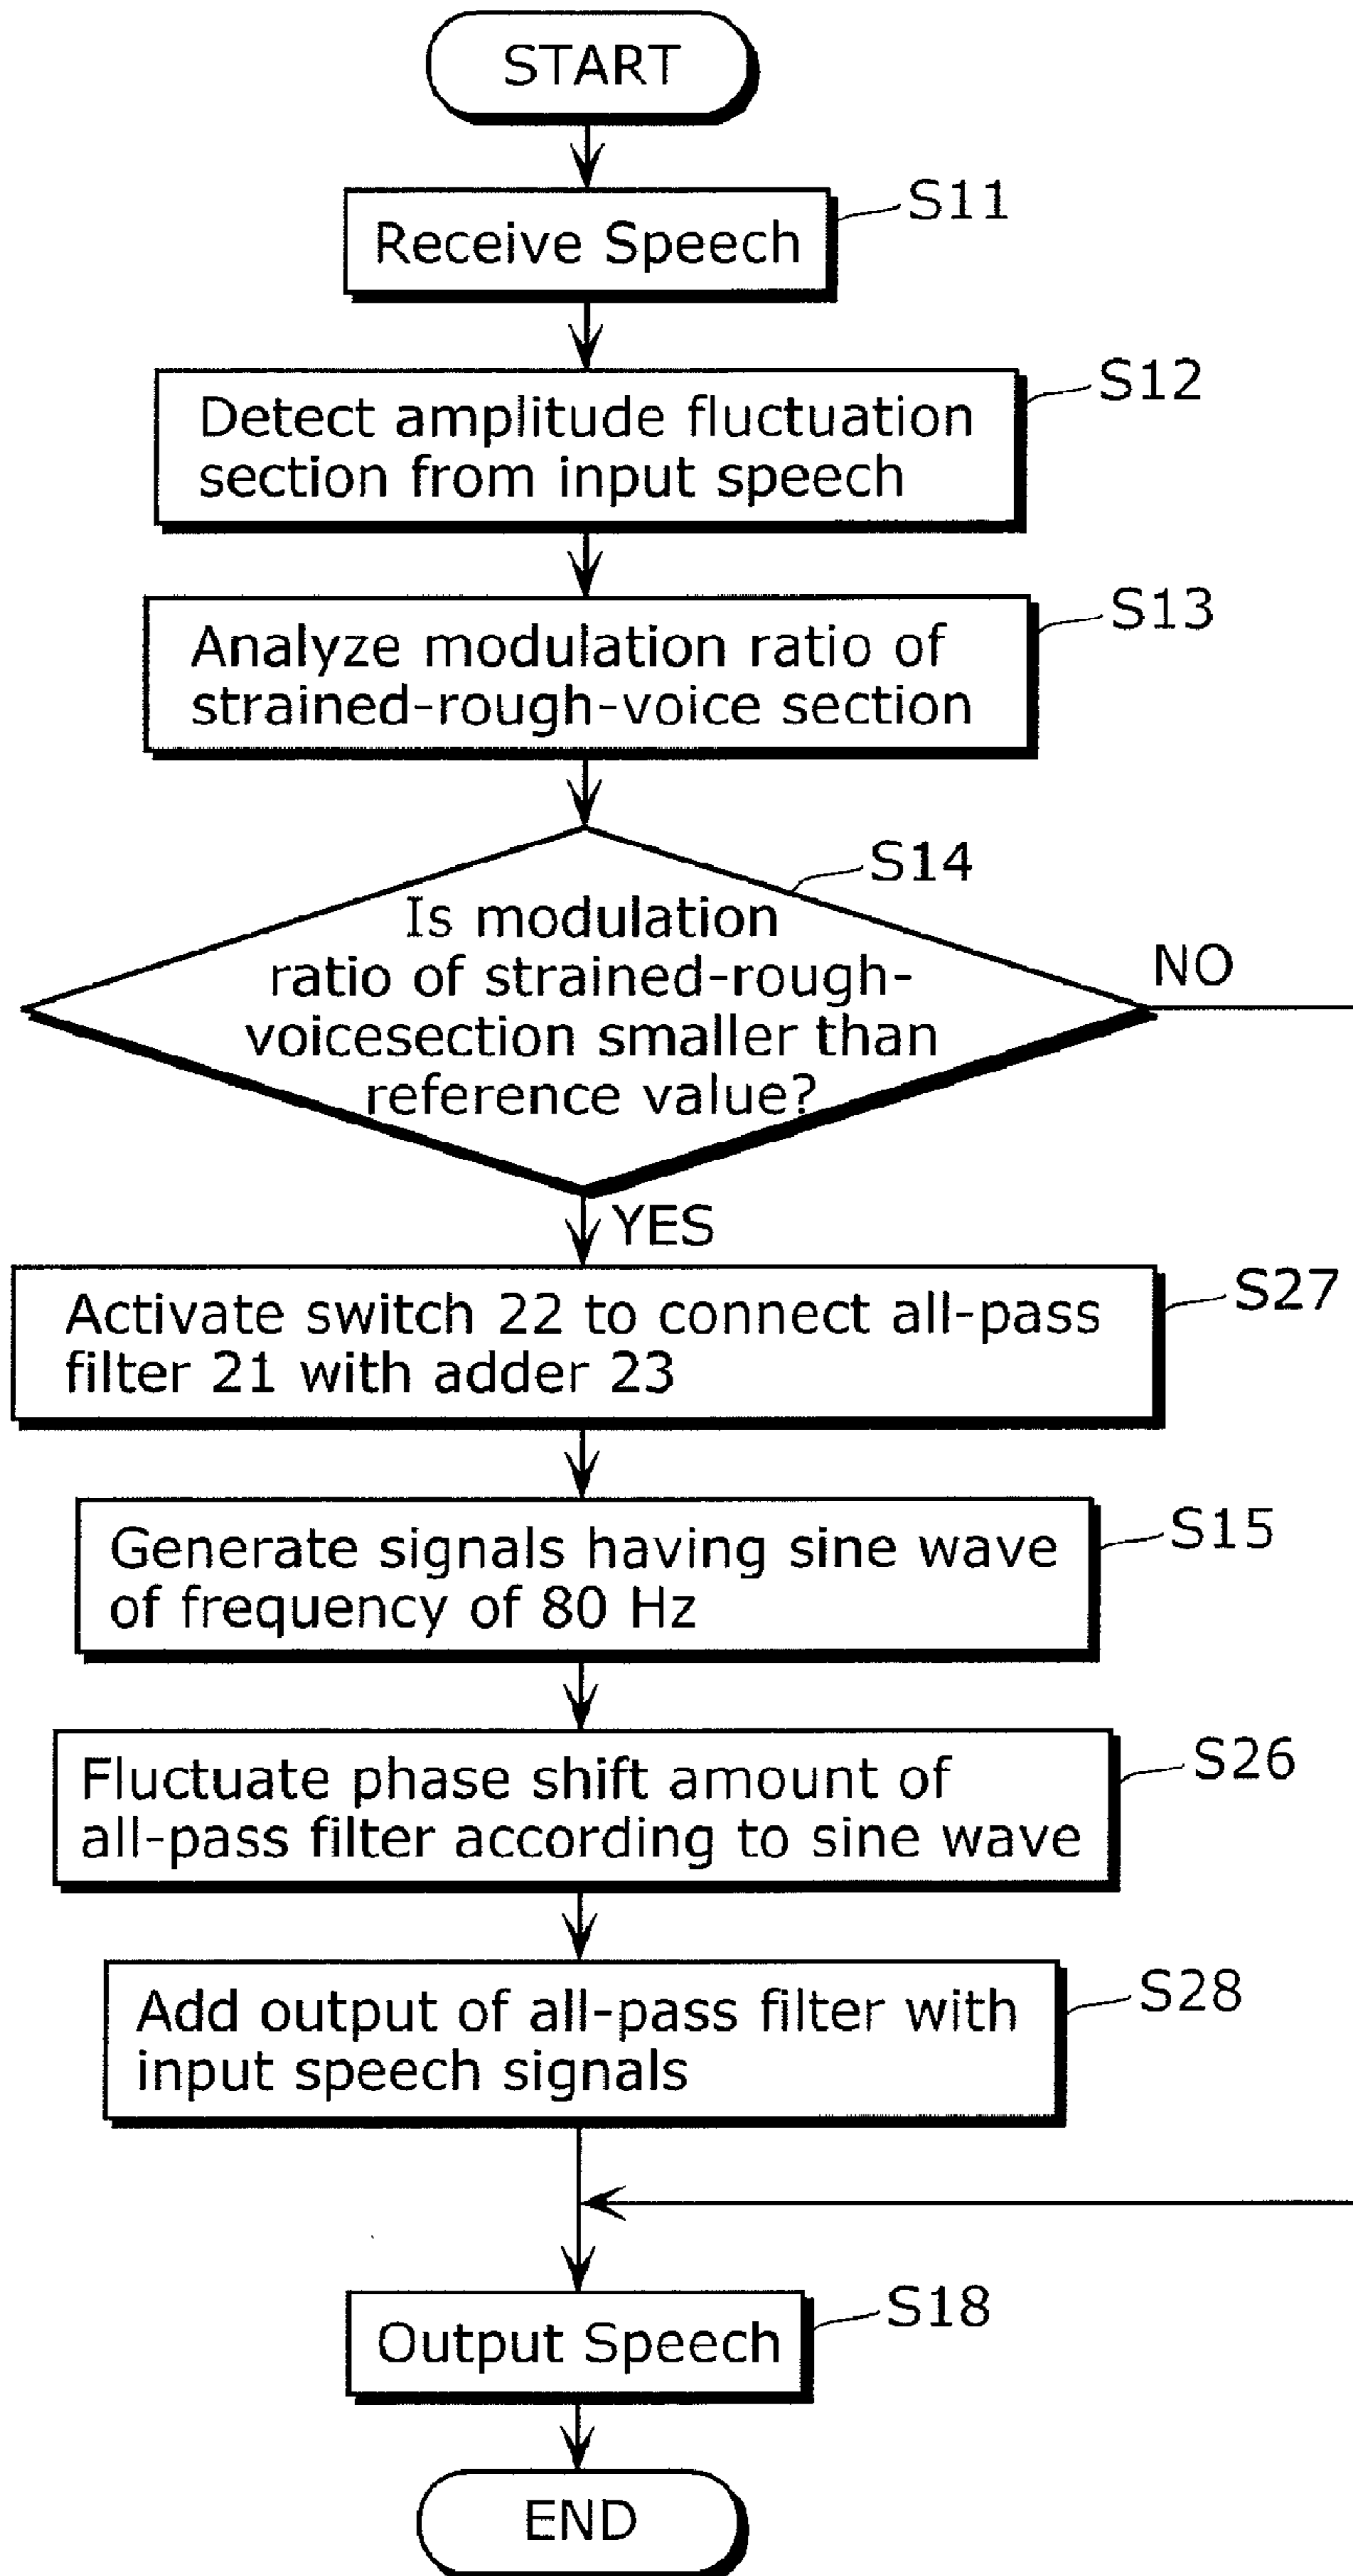 START
S11
Receive Speech
S12
Detect amplitude fluctuation
section from input speech
S13
Analyze modulation ratio of
strained-rough-voice section
S14
Is modulation
ratio of strained-rough-
voicesection smaller than
reference value?
NO
YES
S27
Activate switch 22 to connect all-pass
filter 21 with adder 23
S15
Generate signals having sine wave
of frequency of 80 Hz
S26
Fluctuate phase shift amount of
all-pass filter according to sine wave
S28
Add output of all-pass filter with
input speech signals
S18
Output Speech
END